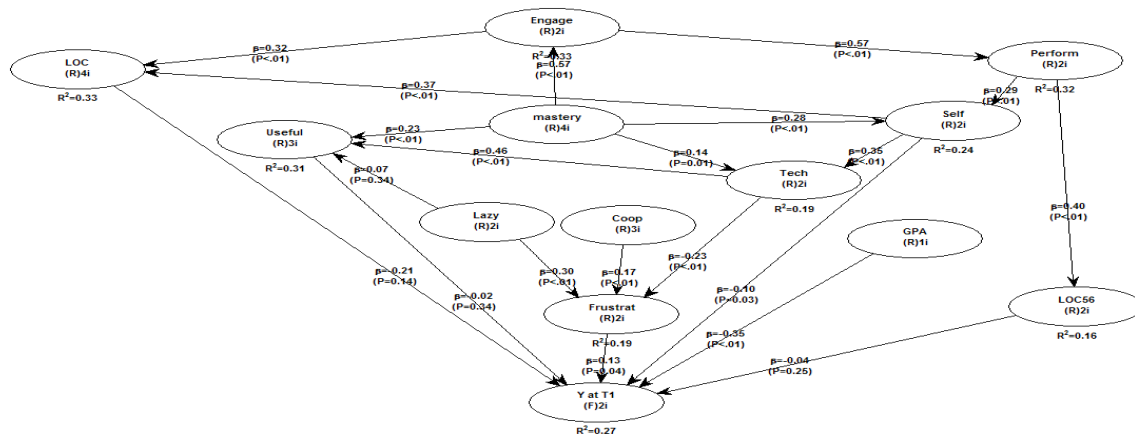 Engage
(R)2i
R²=0.33
β=0.32
(P<.01)
β=0.57
(P<.01)
LOC
(R)4i
R²=0.33
Perform
(R)2i
R²=0.32
β=0.57
(P<.01)
β=0.37
(P<.01)
β=0.29
(P<.01)
mastery
(R)4i
Self
(R)2i
R²=0.24
Useful
(R)3i
R²=0.31
β=0.23
(P<.01)
β=0.28
(P<.01)
β=0.46
(P<.01)
β=0.14
(P=0.01)
β=0.35
(P<.01)
Tech
(R)2i
R²=0.19
β=0.07
(P=0.34)
Lazy
(R)2i
Coop
(R)3i
GPA
(R)1i
β=0.40
(P<.01)
β=-0.21
(P=0.14)
β=-0.02
(P=0.34)
β=0.30
(P<.01)
β=0.17
(P<.01)
β=-0.23
(P<.01)
β=-0.10
(P=0.03)
Frustrat
(R)2i
R²=0.19
LOC56
(R)2i
R²=0.16
β=-0.35
(P<.01)
β=0.13
(P=0.04)
β=-0.04
(P=0.25)
Y at T1
(F)2i
R²=0.27